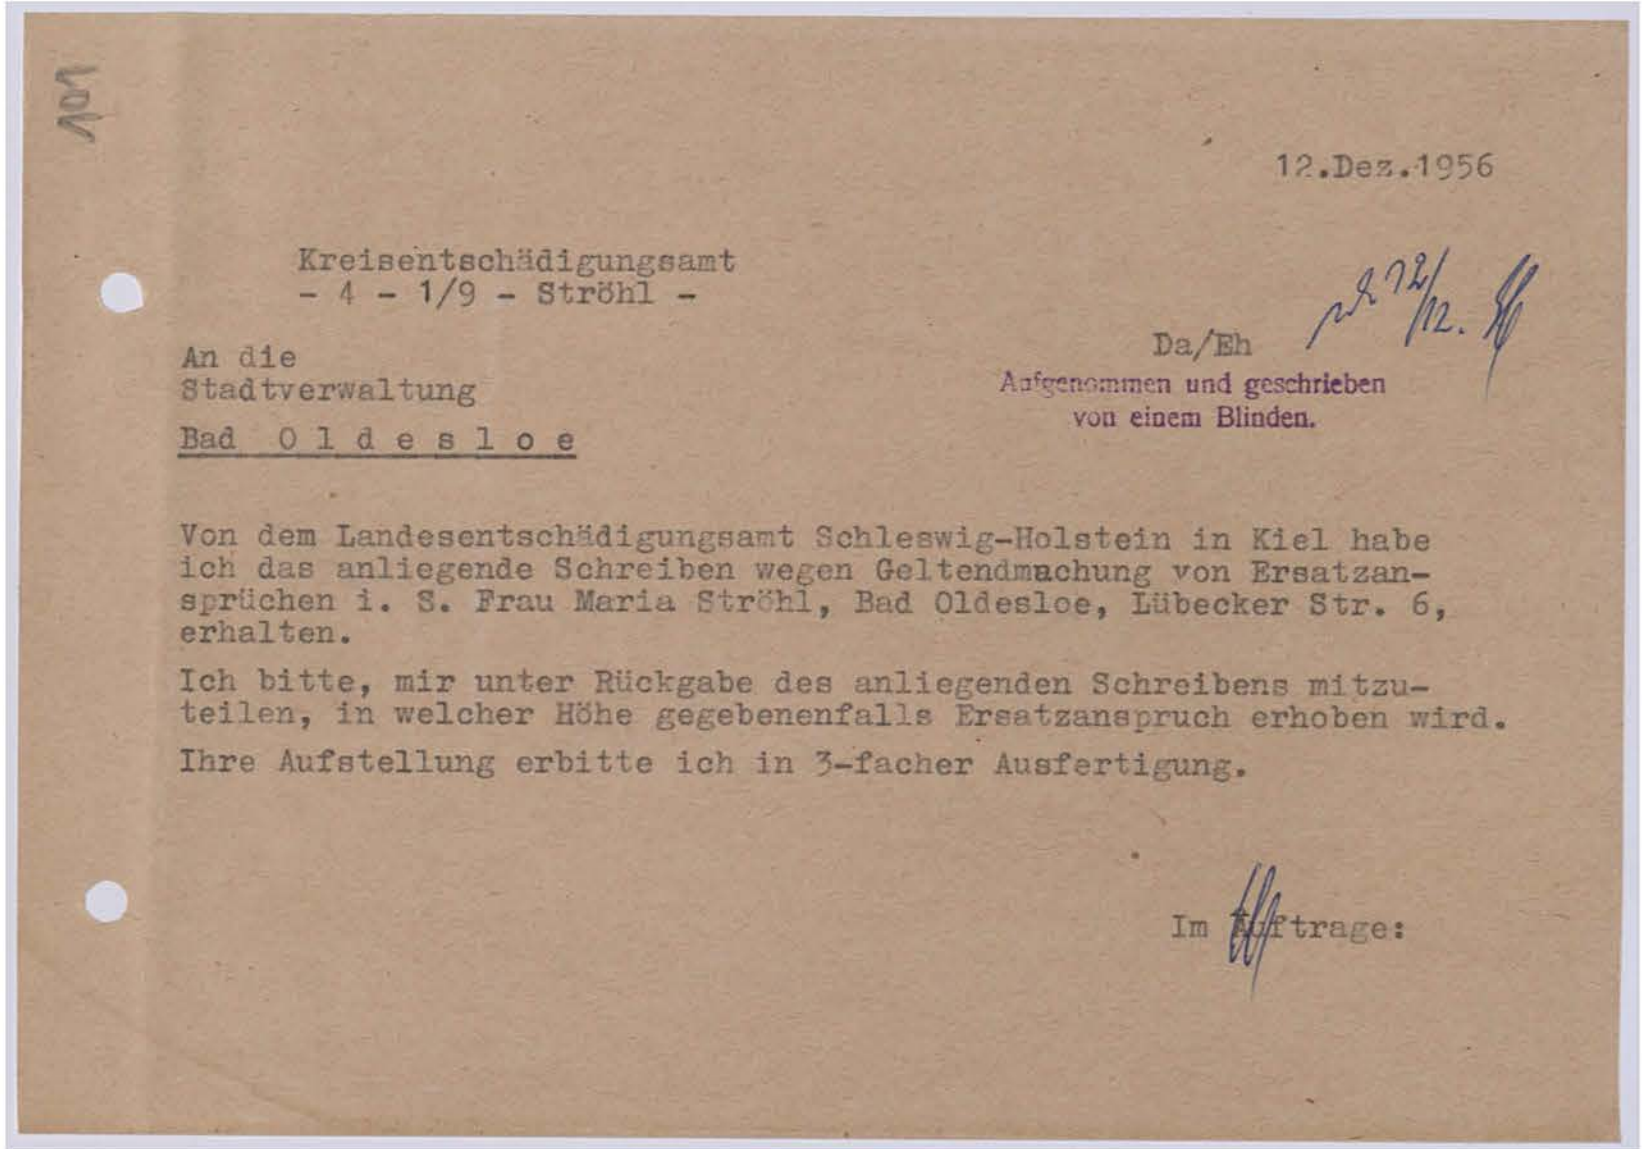 101
12.Dez.1956
Kreisentschädigungsamt
- 4 - 1/9 - Ströhl -
12/12.
An die
Da/Eh
Stadtverwaltung
Aufgenommen und geschrieben
von einem Blinden.
Bad O l d e s l o e
Von dem Landesentschädigungsamt Schleswig-Holstein in Kiel habe
ich das anliegende Schreiben wegen Geltendmachung von Ersatzan-
sprüchen i. S. Frau Maria Ströhl, Bad Oldesloe, Lübecker Str. 6,
erhalten.
Ich bitte, mir unter Rückgabe des anliegenden Schreibens mitzu-
teilen, in welcher Höhe gegebenenfalls Ersatzanspruch erhoben wird.
Ihre Aufstellung erbitte ich in 3-facher Ausfertigung.
Im Auftrage: